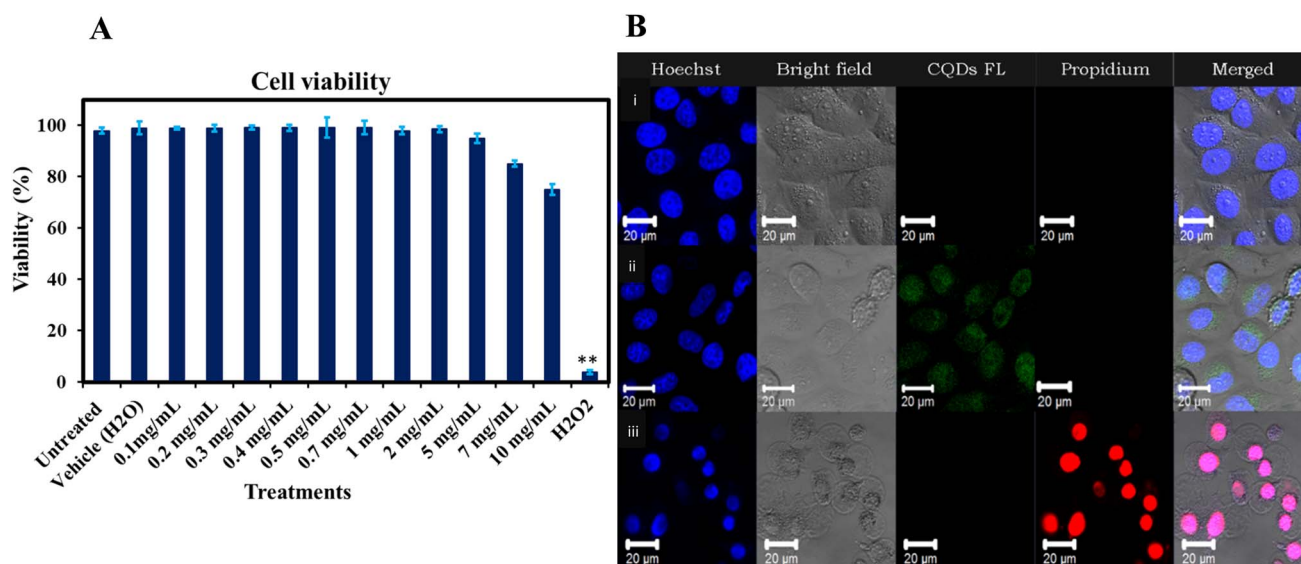 A
Cell viability
Viability (%)
100
80
60
40
20
0
**
Untreated
Vehicle (H2O)
0.1mg/mL
0.2 mg/mL
0.3 mg/mL
0.4 mg/mL
0.5 mg/mL
0.7 mg/mL
1 mg/mL
2 mg/mL
5 mg/mL
7 mg/mL
10 mg/mL
H2O2
Treatments
B
Hoechst Bright field CQDs FL Propidium Merged
i
20 µm 20 µm 20 µm 20 µm 20 µm
ii
20 µm 20 µm 20 µm 20 µm 20 µm
iii
20 µm 20 µm 20 µm 20 µm 20 µm